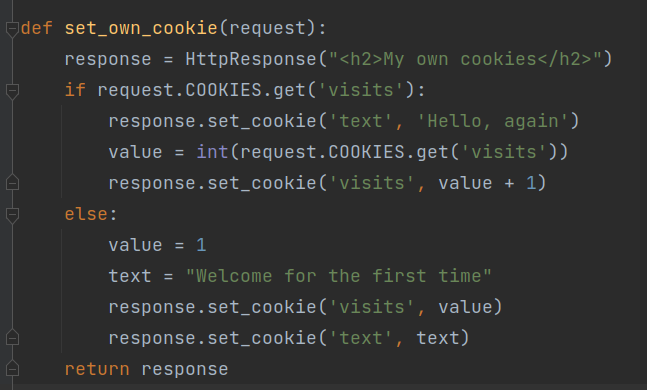 def set_own_cookie(request):
    response = HttpResponse("<h2>My own cookies</h2>")
    if request.COOKIES.get('visits'):
        response.set_cookie('text', 'Hello, again')
        value = int(request.COOKIES.get('visits'))
        response.set_cookie('visits', value + 1)
    else:
        value = 1
        text = "Welcome for the first time"
        response.set_cookie('visits', value)
        response.set_cookie('text', text)
    return response